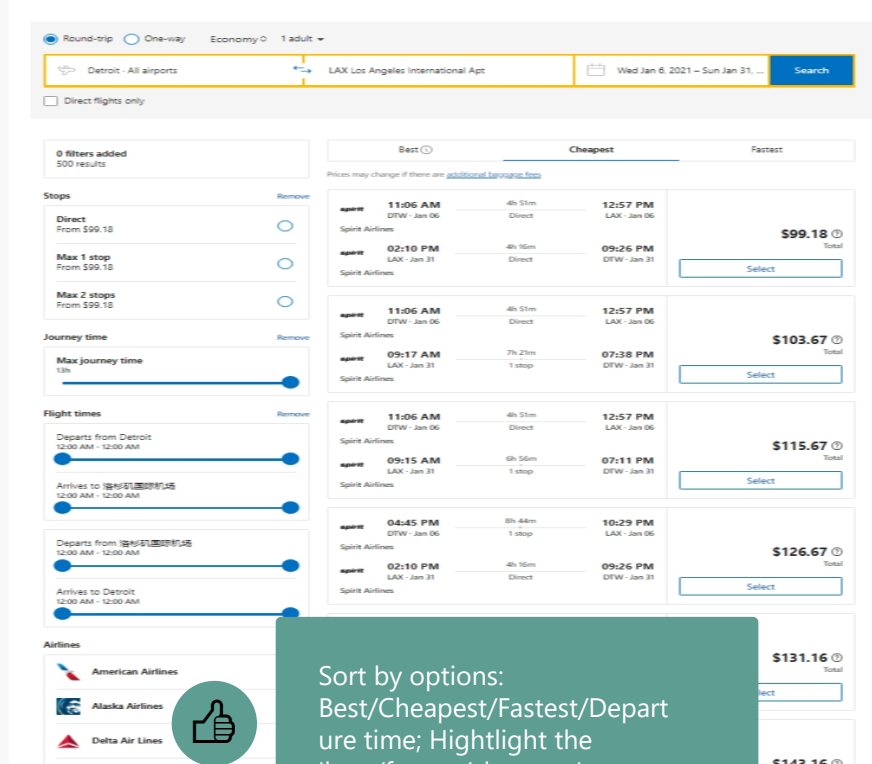 Round-trip One-way Economy 1 adult
Detroit - All airports LAX Los Angeles International Apt Wed Jan 6, 2021 – Sun Jan 31, ... Search
Direct flights only
0 filters added
500 results
Stops Remove
Direct
From $99.18
Max 1 stop
From $99.18
Max 2 stops
From $99.18
Journey time Remove
Max journey time
13h
Flight times Remove
Departs from Detroit
12:00 AM - 12:00 AM
Arrives to 洛杉矶国际机场
12:00 AM - 12:00 AM
Departs from 洛杉矶国际机场
12:00 AM - 12:00 AM
Arrives to Detroit
12:00 AM - 12:00 AM
Airlines
American Airlines
Alaska Airlines
Delta Air Lines
Best Cheapest Fastest
Prices may change if there are additional baggage fees
spirit 11:06 AM 4h 51m 12:57 PM
DTW - Jan 06 Direct LAX - Jan 06
Spirit Airlines
spirit 02:10 PM 4h 16m 09:26 PM
LAX - Jan 31 Direct DTW - Jan 31
Spirit Airlines
$99.18
Total
Select
spirit 11:06 AM 4h 51m 12:57 PM
DTW - Jan 06 Direct LAX - Jan 06
Spirit Airlines
spirit 09:17 AM 7h 21m 07:38 PM
LAX - Jan 31 1 stop DTW - Jan 31
Spirit Airlines
$103.67
Total
Select
spirit 11:06 AM 4h 51m 12:57 PM
DTW - Jan 06 Direct LAX - Jan 06
Spirit Airlines
spirit 09:15 AM 6h 56m 07:11 PM
LAX - Jan 31 1 stop DTW - Jan 31
Spirit Airlines
$115.67
Total
Select
spirit 04:45 PM 8h 44m 10:29 PM
DTW - Jan 06 1 stop LAX - Jan 06
Spirit Airlines
spirit 02:10 PM 4h 16m 09:26 PM
LAX - Jan 31 Direct DTW - Jan 31
Spirit Airlines
$126.67
Total
Select
$131.16
Total
lect
$143.16
Sort by options:
Best/Cheapest/Fastest/Depart
ure time; Hightlight the